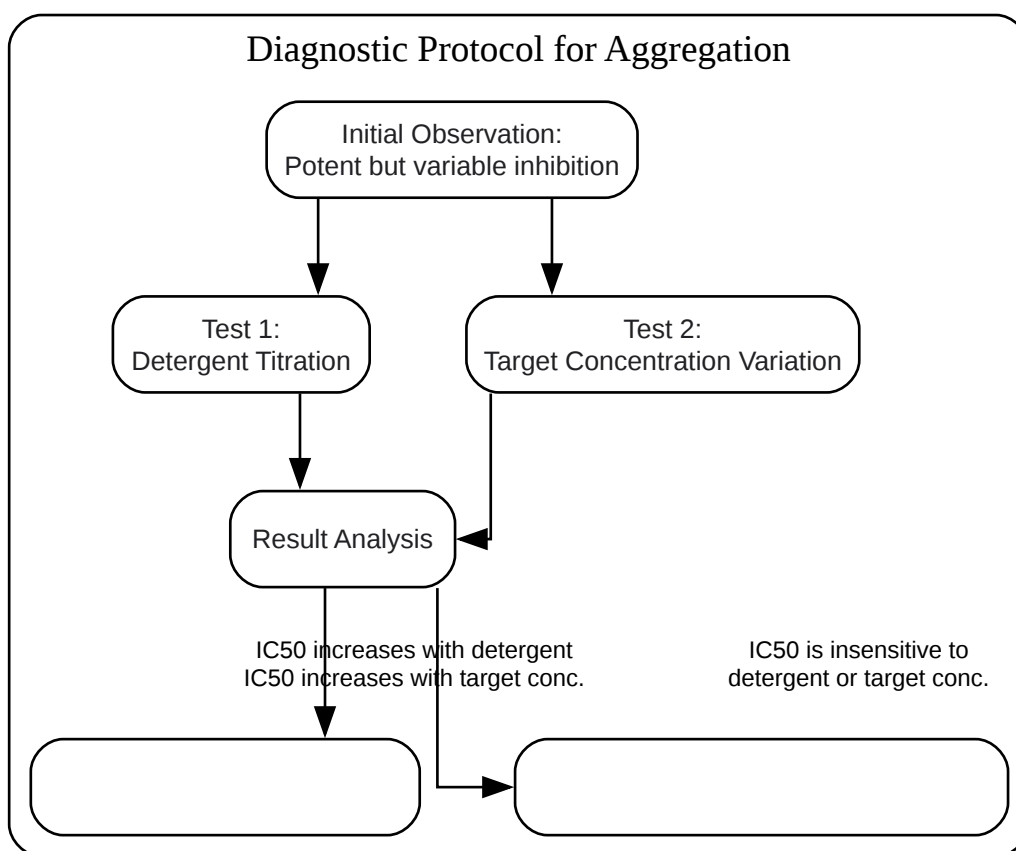 Diagnostic Protocol for Aggregation
Initial Observation:
Potent but variable inhibition
Test 1:
Detergent Titration
Test 2:
Target Concentration Variation
Result Analysis
IC50 increases with detergent
IC50 increases with target conc.
IC50 is insensitive to
detergent or target conc.